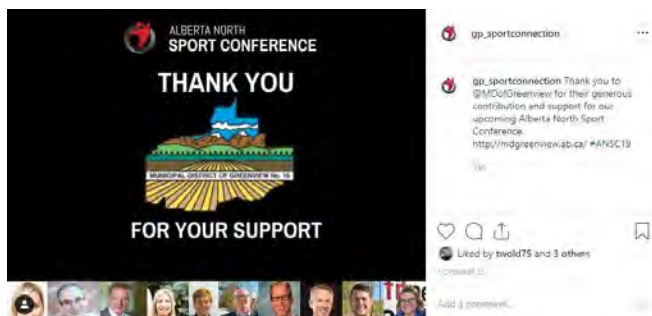 ALBERTA NORTH
SPORT CONFERENCE
THANK YOU
MUNICIPAL DISTRICT OF GREENVIEW No. 16
FOR YOUR SUPPORT
gp_sportconnection
gp_sportconnection Thank you to
@MDofGreenview for their generous
contribution and support for our
upcoming Alberta North Sport
Conference.
http://mdgreenview.ab.ca/ #ANSC19
Liked by twold75 and 3 others
Add a comment...